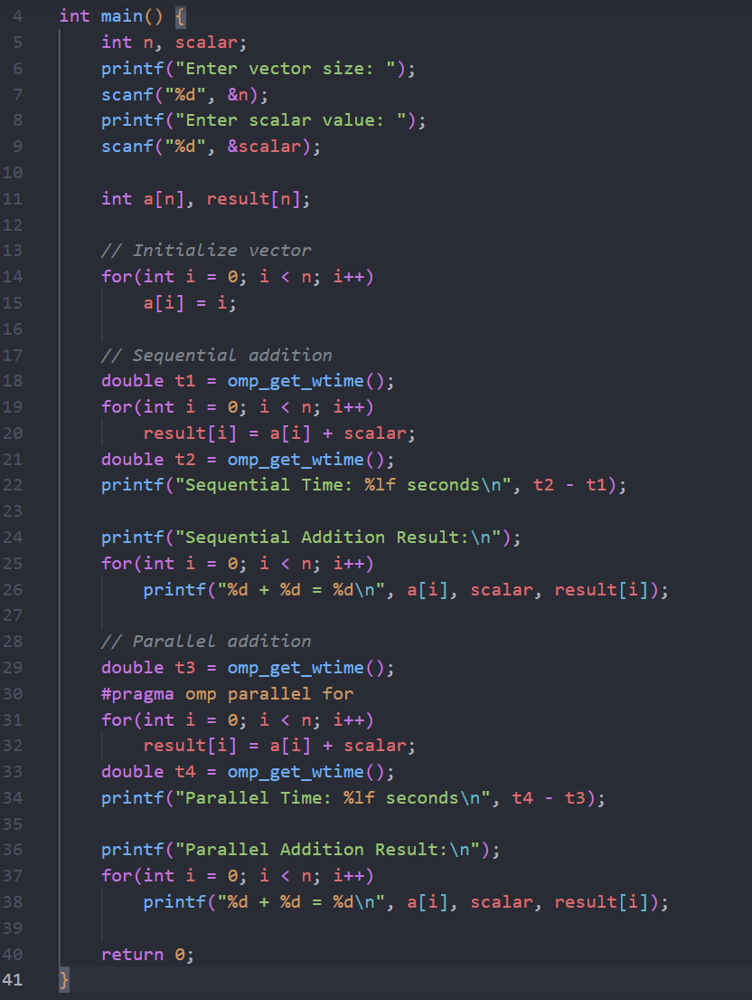 4 int main() {
5     int n, scalar;
6     printf("Enter vector size: ");
7     scanf("%d", &n);
8     printf("Enter scalar value: ");
9     scanf("%d", &scalar);
10
11     int a[n], result[n];
12
13     // Initialize vector
14     for(int i = 0; i < n; i++)
15         a[i] = i;
16
17     // Sequential addition
18     double t1 = omp_get_wtime();
19     for(int i = 0; i < n; i++)
20         result[i] = a[i] + scalar;
21     double t2 = omp_get_wtime();
22     printf("Sequential Time: %lf seconds\n", t2 - t1);
23
24     printf("Sequential Addition Result:\n");
25     for(int i = 0; i < n; i++)
26         printf("%d + %d = %d\n", a[i], scalar, result[i]);
27
28     // Parallel addition
29     double t3 = omp_get_wtime();
30     #pragma omp parallel for
31     for(int i = 0; i < n; i++)
32         result[i] = a[i] + scalar;
33     double t4 = omp_get_wtime();
34     printf("Parallel Time: %lf seconds\n", t4 - t3);
35
36     printf("Parallel Addition Result:\n");
37     for(int i = 0; i < n; i++)
38         printf("%d + %d = %d\n", a[i], scalar, result[i]);
39
40     return 0;
41 }